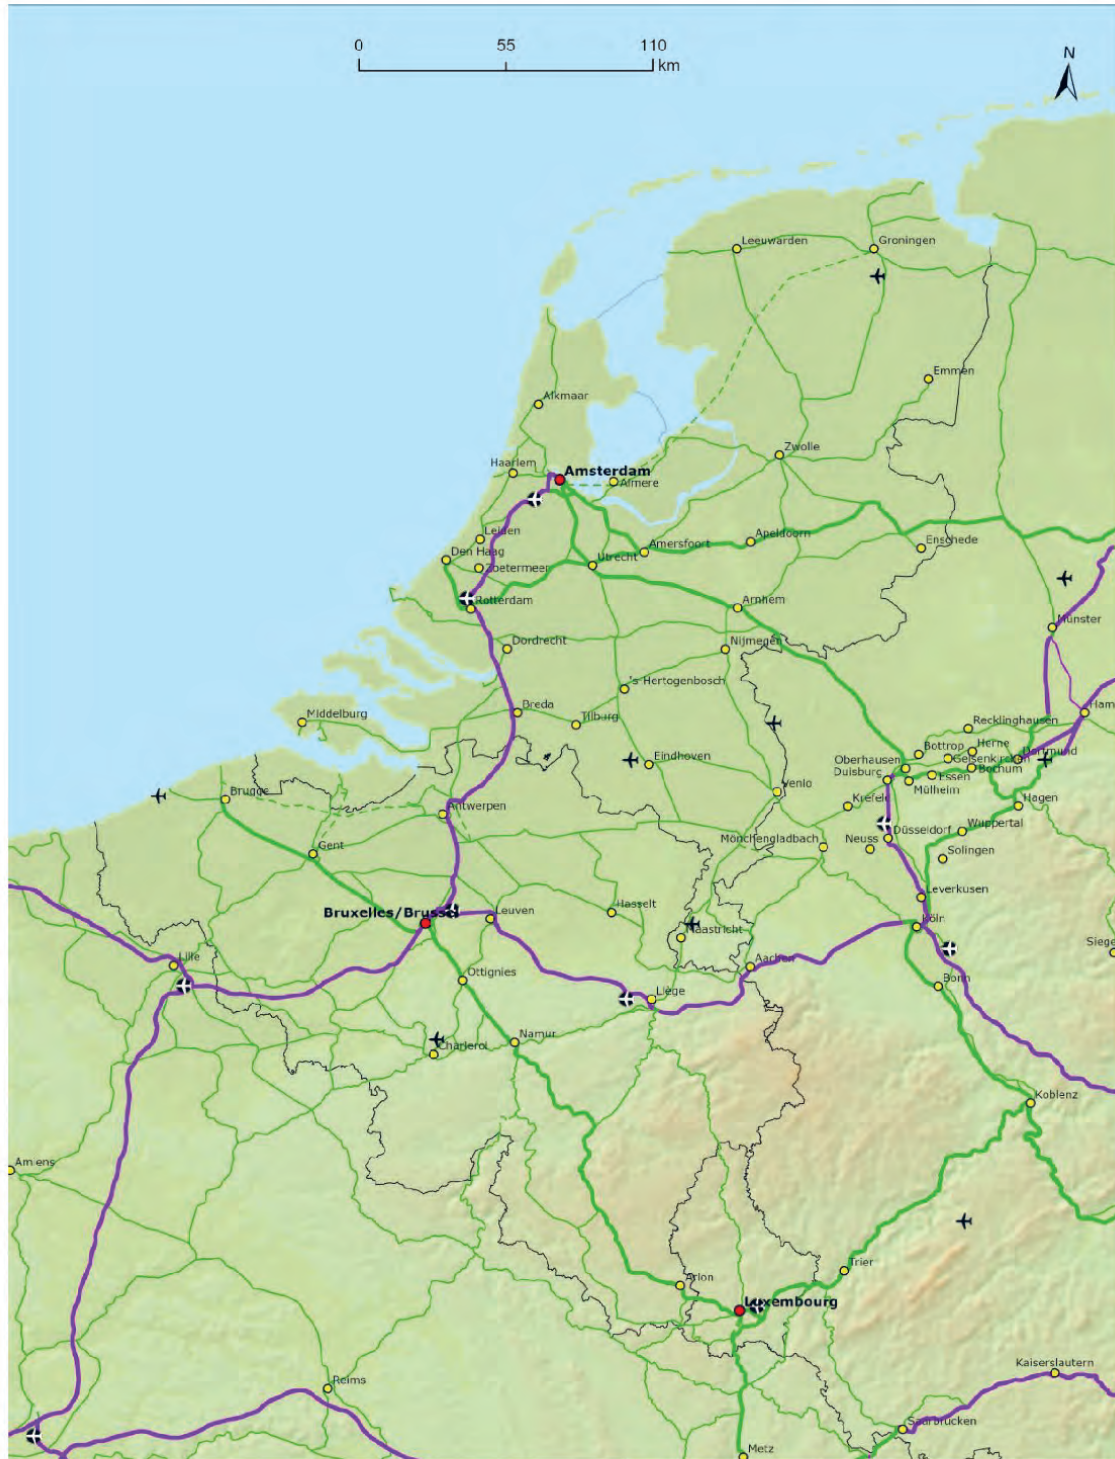 0 55 110
km
N
Leeuwarden
Groningen
Emmen
Alkmaar
Zwolle
Haarlem
Amsterdam
Almere
Leiden
Den Haag
Zoetermeer
Utrecht
Amersfoort
Apeldoorn
Enschede
Rotterdam
Arnhem
Münster
Dordrecht
Nijmegen
's Hertogenbosch
Middelburg
Breda
Tilburg
Ham
Recklinghausen
Eindhoven
Bottrop
Herne
Oberhausen
Gelsenkirchen
Dortmund
Duisburg
Essen
Bochum
Mülheim
Brugge
Venlo
Krefeld
Hagen
Antwerpen
Düsseldorf
Wuppertal
Gent
Mönchengladbach
Neuss
Solingen
Leverkusen
Bruxelles/Brussel
Leuven
Hasselt
Köln
Maastricht
Siege
Lille
Aachen
Ottignies
Bonn
Liège
Namur
Charleroi
Koblenz
Amiens
Trier
Arlon
Luxembourg
Kaiserslautern
Reims
Saarbrücken
Metz